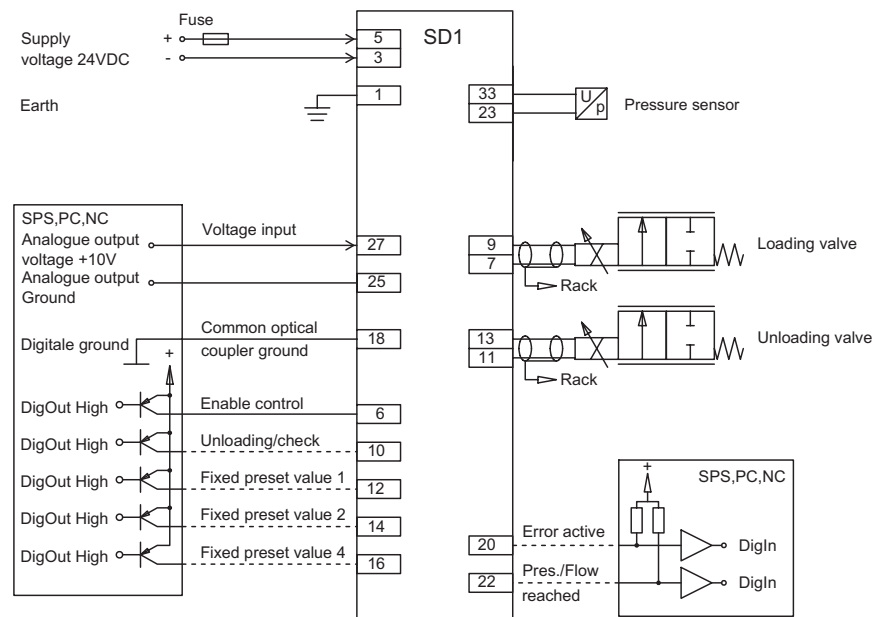 Fuse
Supply
voltage 24VDC
+
-
5
3
SD1
Earth
1
33
23
U
p
Pressure sensor
SPS,PC,NC
Analogue output
voltage +10V
Voltage input
27
Analogue output
Ground
25
Digitale ground
Common optical
coupler ground
18
+
DigOut High
Enable control
6
DigOut High
Unloading/check
10
DigOut High
Fixed preset value 1
12
DigOut High
Fixed preset value 2
14
DigOut High
Fixed preset value 4
16
9
7
Rack
Loading valve
13
11
Rack
Unloading valve
+
SPS,PC,NC
20
Error active
DigIn
22
Pres./Flow
reached
DigIn